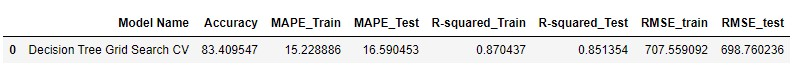 Model Name Accuracy MAPE_Train MAPE_Test R-squared_Train R-squared_Test RMSE_train RMSE_test
0 Decision Tree Grid Search CV 83.409547 15.228886 16.590453 0.870437 0.851354 707.559092 698.760236